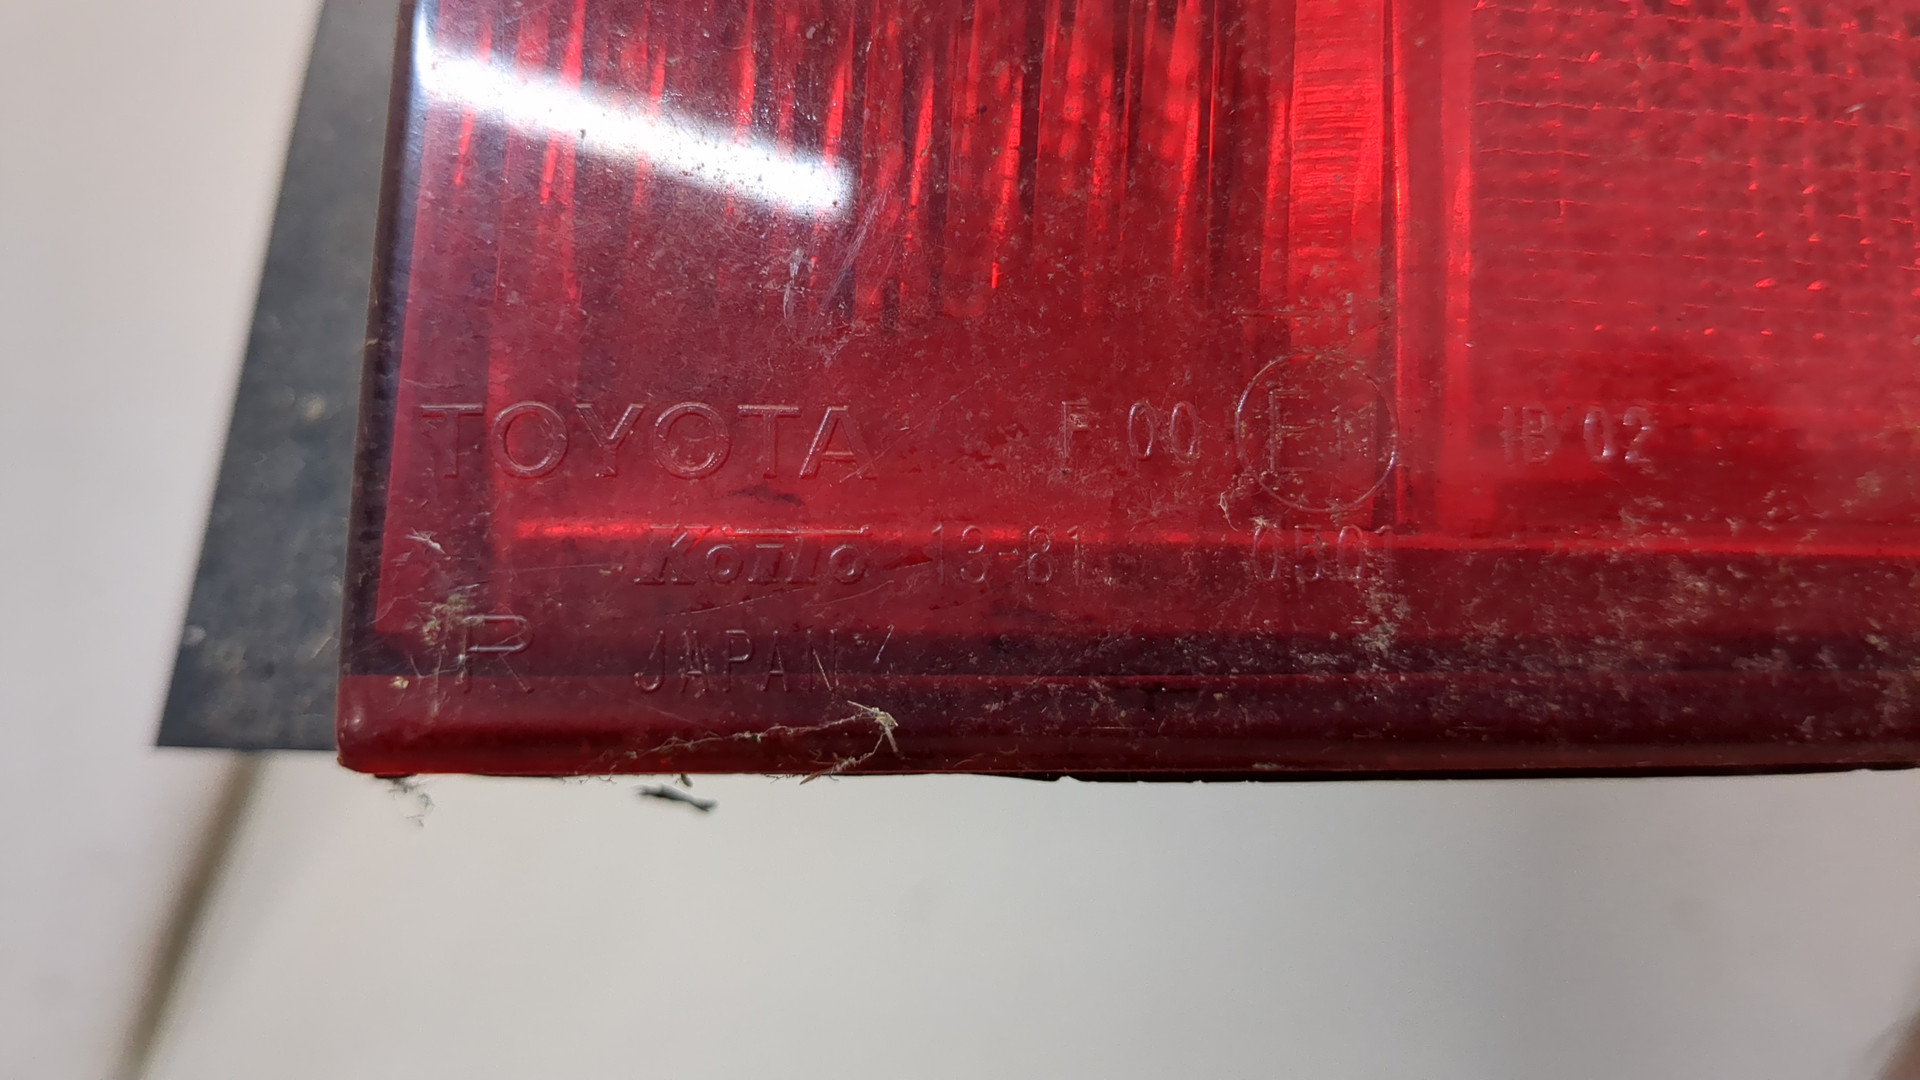 TOYOTA F 00 E11 IB 02
Koito 13-81 0501
R JAPAN